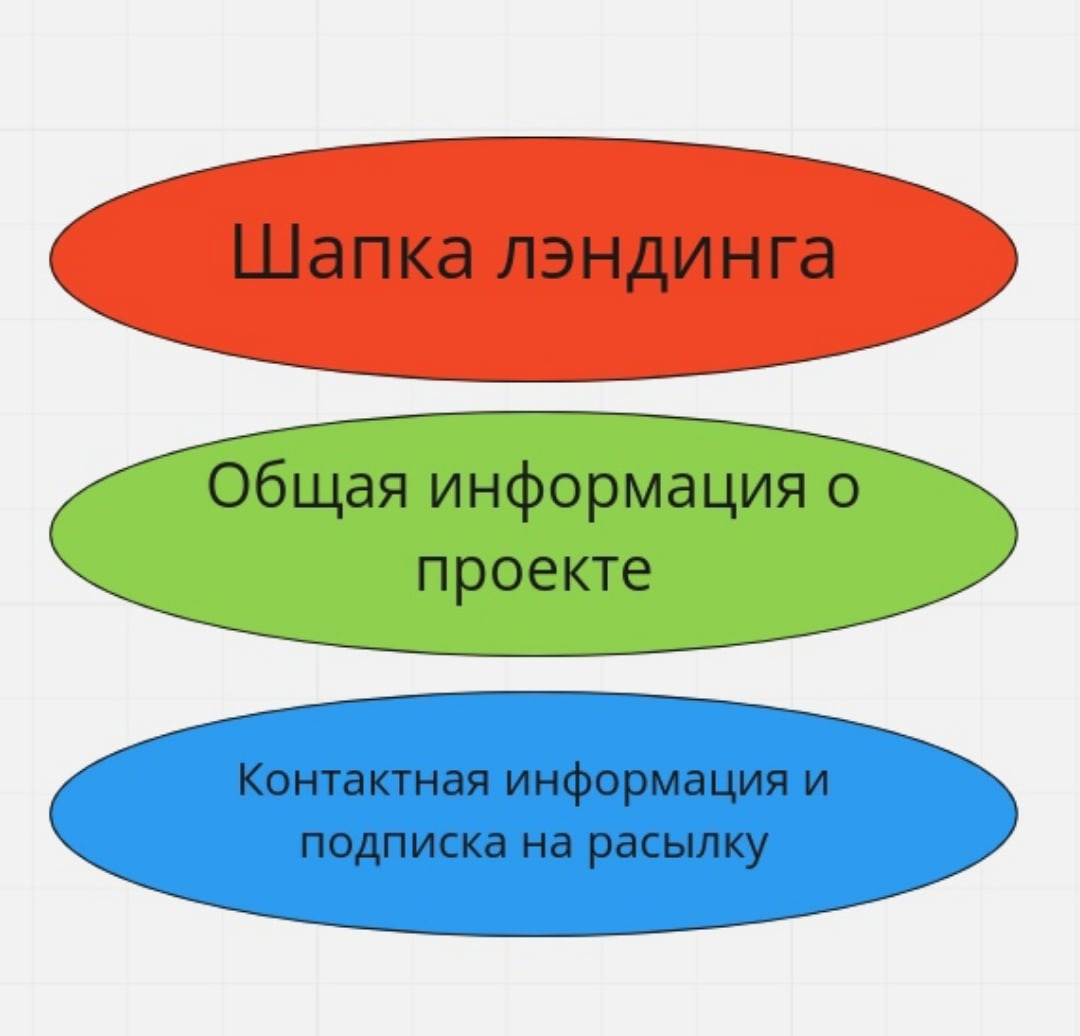 Шапка лэндинга
Общая информация о
проекте
Контактная информация и
подписка на расылку